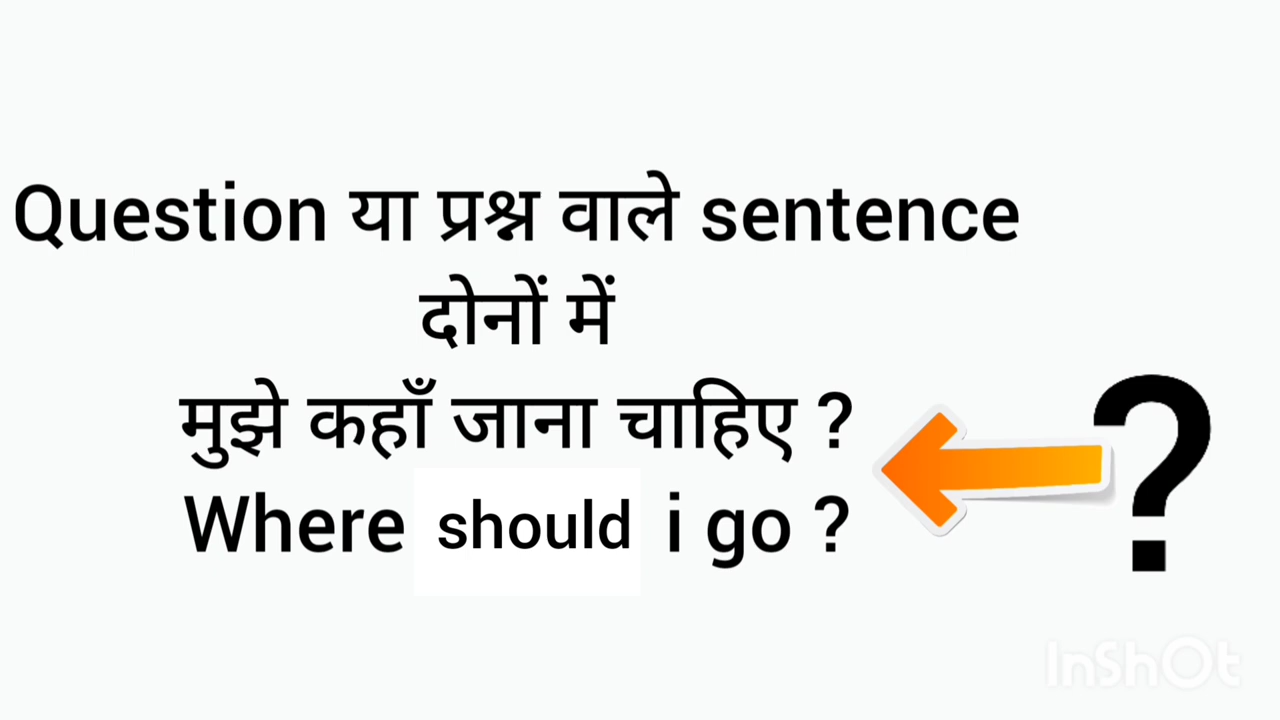 Question या प्रश्न वाले sentence
दोनों में
मुझे कहाँ जाना चाहिए ?
Where should i go ?
?
InShOt